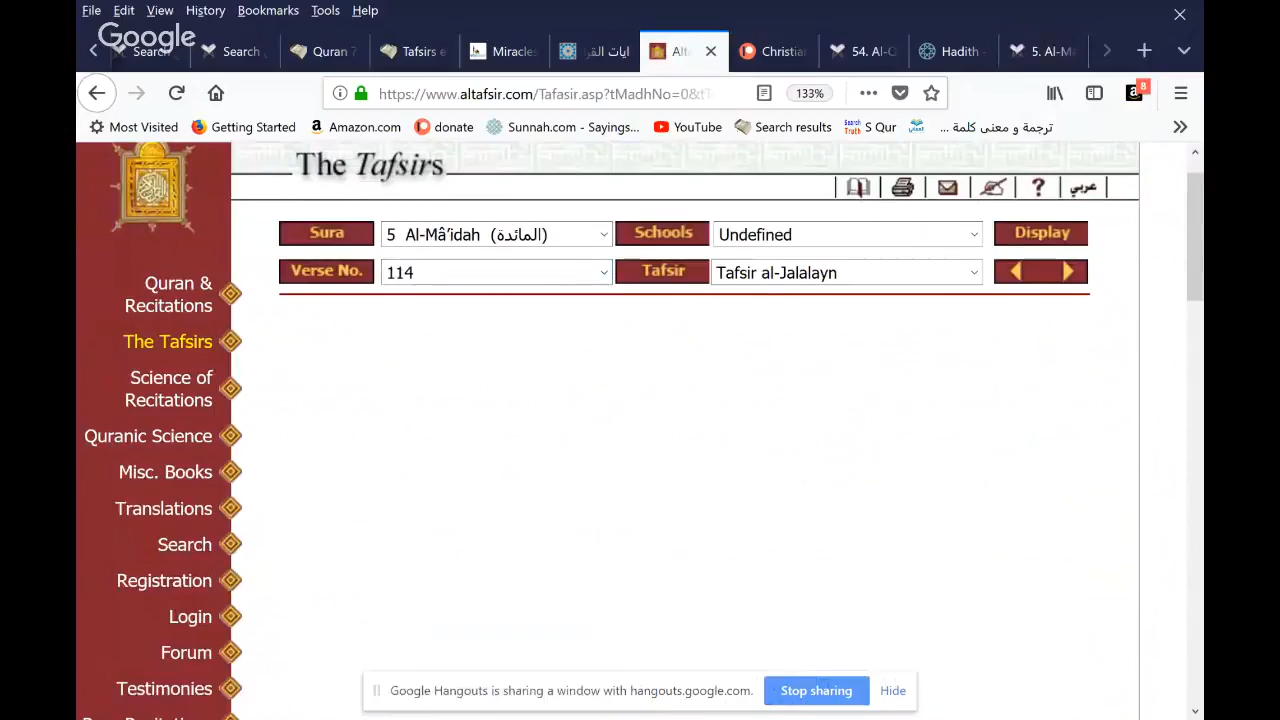 File Edit View History Bookmarks Tools Help
Google
Search
Search
Quran ?
Tafsirs e
Miracles
ايات القر
Alt
Christian
54. Al-Q
Hadith -
5. Al-M
https://www.altafsir.com/Tafasir.asp?tMadhNo=0&t
133%
8
Most Visited Getting Started Amazon.com donate Sunnah.com - Sayings... YouTube Search results S Qur ترجمة و معنى كلمة ...
The Tafsirs
عربي
Sura 5 Al-Mâ'idah (المائدة) Schools Undefined Display
Verse No. 114 Tafsir Tafsir al-Jalalayn
Quran &
Recitations
The Tafsirs
Science of
Recitations
Quranic Science
Misc. Books
Translations
Search
Registration
Login
Forum
Testimonies
Google Hangouts is sharing a window with hangouts.google.com. Stop sharing Hide